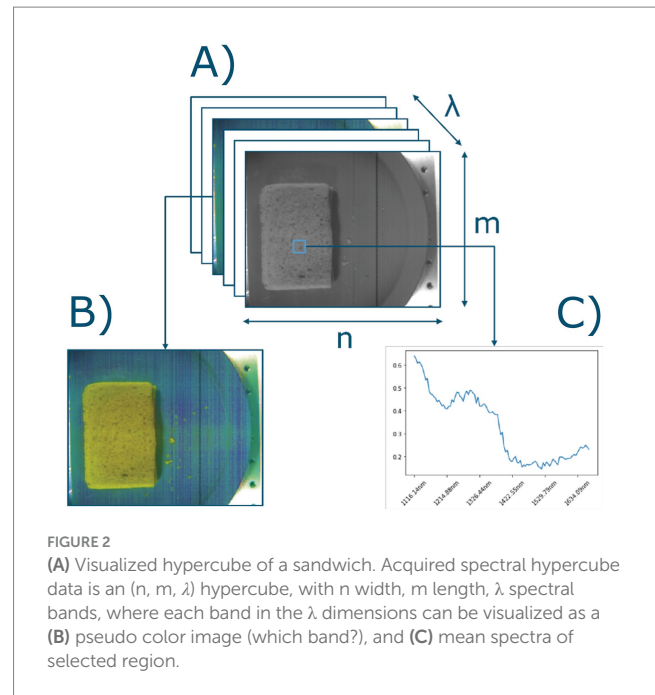 A)
λ
m
B)
n
C)
0.6
0.5
0.4
0.3
0.2
1116.14nm
1214.88nm
1326.44nm
1422.55nm
1529.79nm
1634.09nm
FIGURE 2
(A) Visualized hypercube of a sandwich. Acquired spectral hypercube
data is an (n, m, λ) hypercube, with n width, m length, λ spectral
bands, where each band in the λ dimensions can be visualized as a
(B) pseudo color image (which band?), and (C) mean spectra of
selected region.